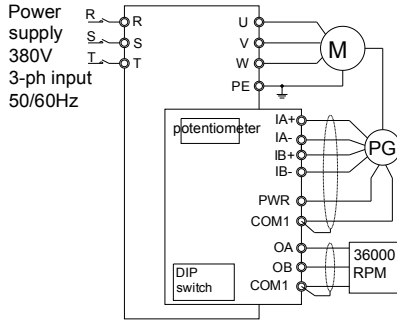 Power
supply
380V
3-ph input
50/60Hz
R
S
T
R
S
T
U
V
W
PE
M
potentiometer
IA+
IA-
IB+
IB-
PG
PWR
COM1
OA
OB
COM1
36000
RPM
DIP
switch